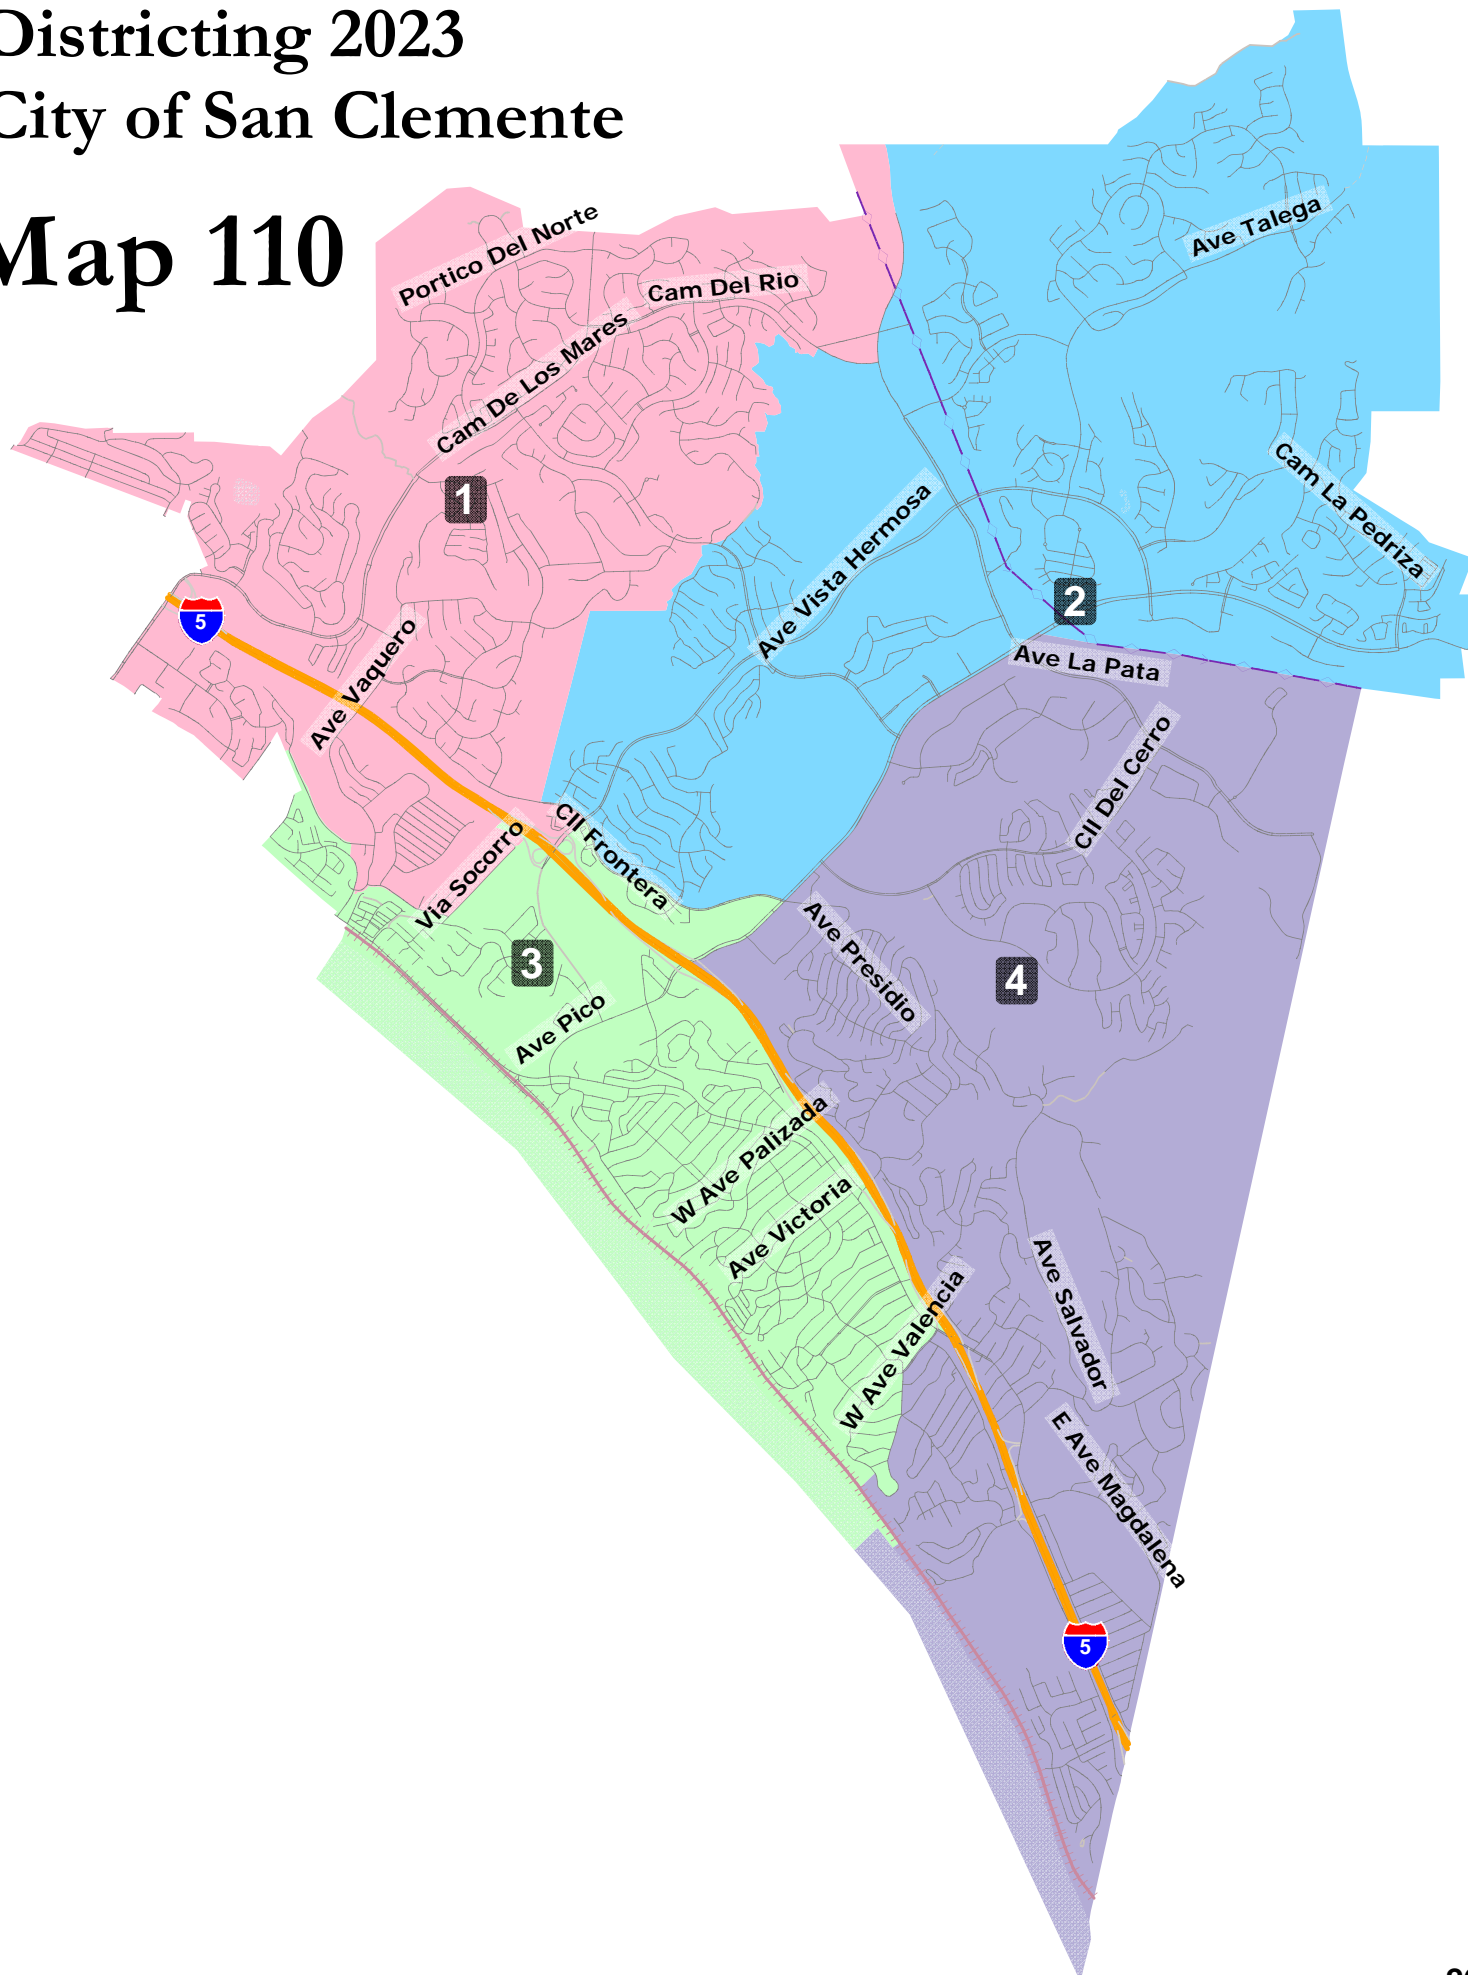 Districting 2023
City of San Clemente
Map 110
Portico Del Norte
Cam Del Rio
Cam De Los Mares
Ave Talega
1
Cam La Pedriza
Ave Vista Hermosa
2
5
Ave Vaquero
Ave La Pata
Cll Del Cerro
Cll Frontera
Via Socorro
Ave Presidio
3
4
Ave Pico
W Ave Palizada
Ave Victoria
W Ave Valencia
Ave Salvador
E Ave Magdalena
5